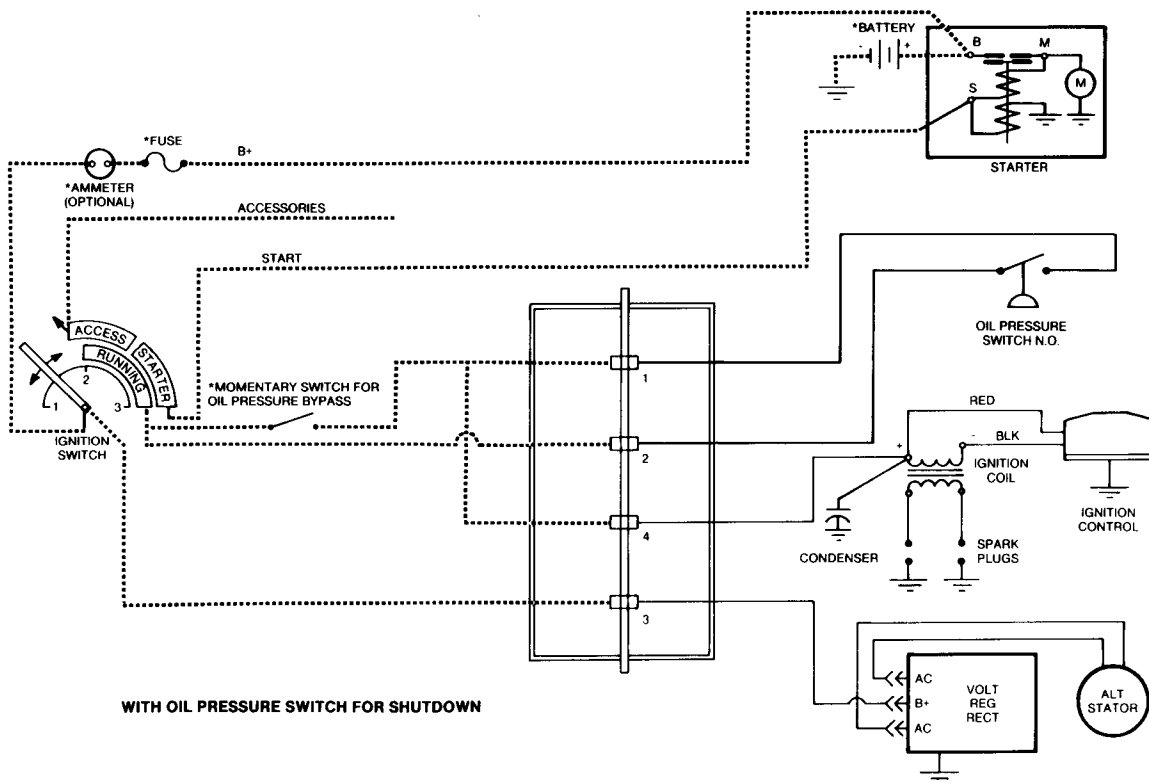 *BATTERY
-
+
B
M
M
S
STARTER
*FUSE
B+
*AMMETER
(OPTIONAL)
ACCESSORIES
START
ACCESS
STARTER
RUNNING
1
2
3
IGNITION
SWITCH
*MOMENTARY SWITCH FOR
OIL PRESSURE BYPASS
1
2
4
3
OIL PRESSURE
SWITCH N.O.
RED
BLK
+
-
IGNITION
COIL
IGNITION
CONTROL
CONDENSER
SPARK
PLUGS
AC
B+
AC
VOLT
REG
RECT
ALT
STATOR
WITH OIL PRESSURE SWITCH FOR SHUTDOWN